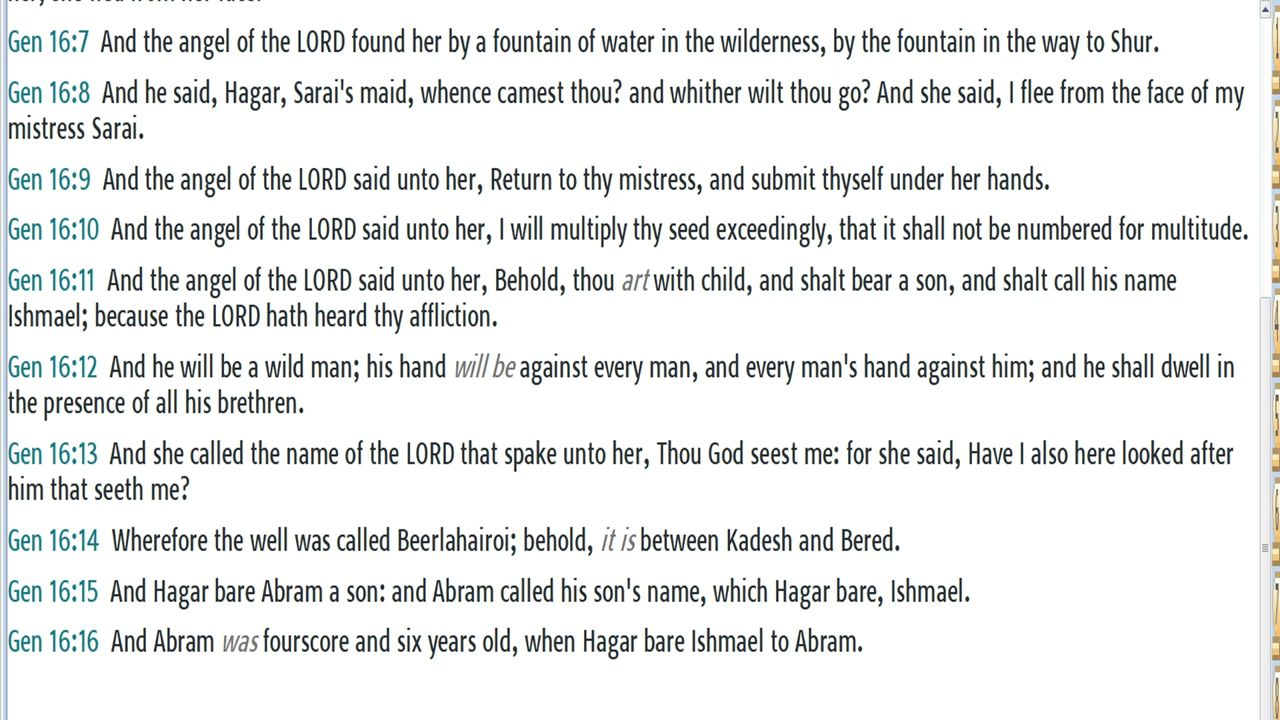 her, she fled from her face.
Gen 16:7 And the angel of the LORD found her by a fountain of water in the wilderness, by the fountain in the way to Shur.
Gen 16:8 And he said, Hagar, Sarai's maid, whence camest thou? and whither wilt thou go? And she said, I flee from the face of my
mistress Sarai.
Gen 16:9 And the angel of the LORD said unto her, Return to thy mistress, and submit thyself under her hands.
Gen 16:10 And the angel of the LORD said unto her, I will multiply thy seed exceedingly, that it shall not be numbered for multitude.
Gen 16:11 And the angel of the LORD said unto her, Behold, thou art with child, and shalt bear a son, and shalt call his name
Ishmael; because the LORD hath heard thy affliction.
Gen 16:12 And he will be a wild man; his hand will be against every man, and every man's hand against him; and he shall dwell in
the presence of all his brethren.
Gen 16:13 And she called the name of the LORD that spake unto her, Thou God seest me: for she said, Have I also here looked after
him that seeth me?
Gen 16:14 Wherefore the well was called Beerlahairoi; behold, it is between Kadesh and Bered.
Gen 16:15 And Hagar bare Abram a son: and Abram called his son's name, which Hagar bare, Ishmael.
Gen 16:16 And Abram was fourscore and six years old, when Hagar bare Ishmael to Abram.